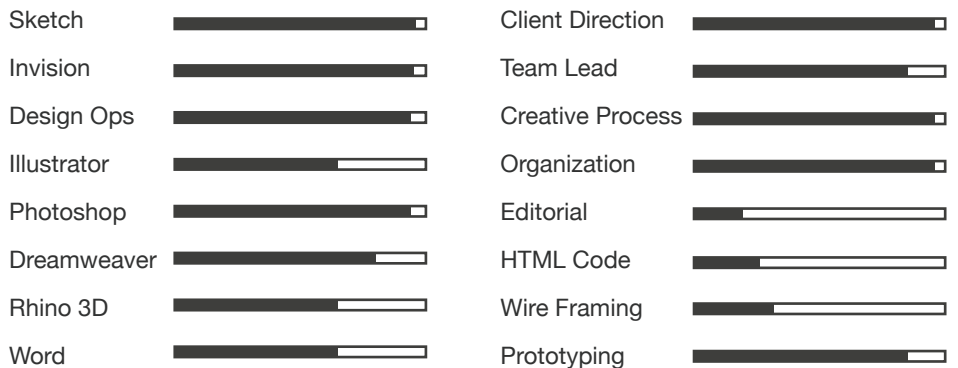 Sketch
Invision
Design Ops
Illustrator
Photoshop
Dreamweaver
Rhino 3D
Word
Client Direction
Team Lead
Creative Process
Organization
Editorial
HTML Code
Wire Framing
Prototyping